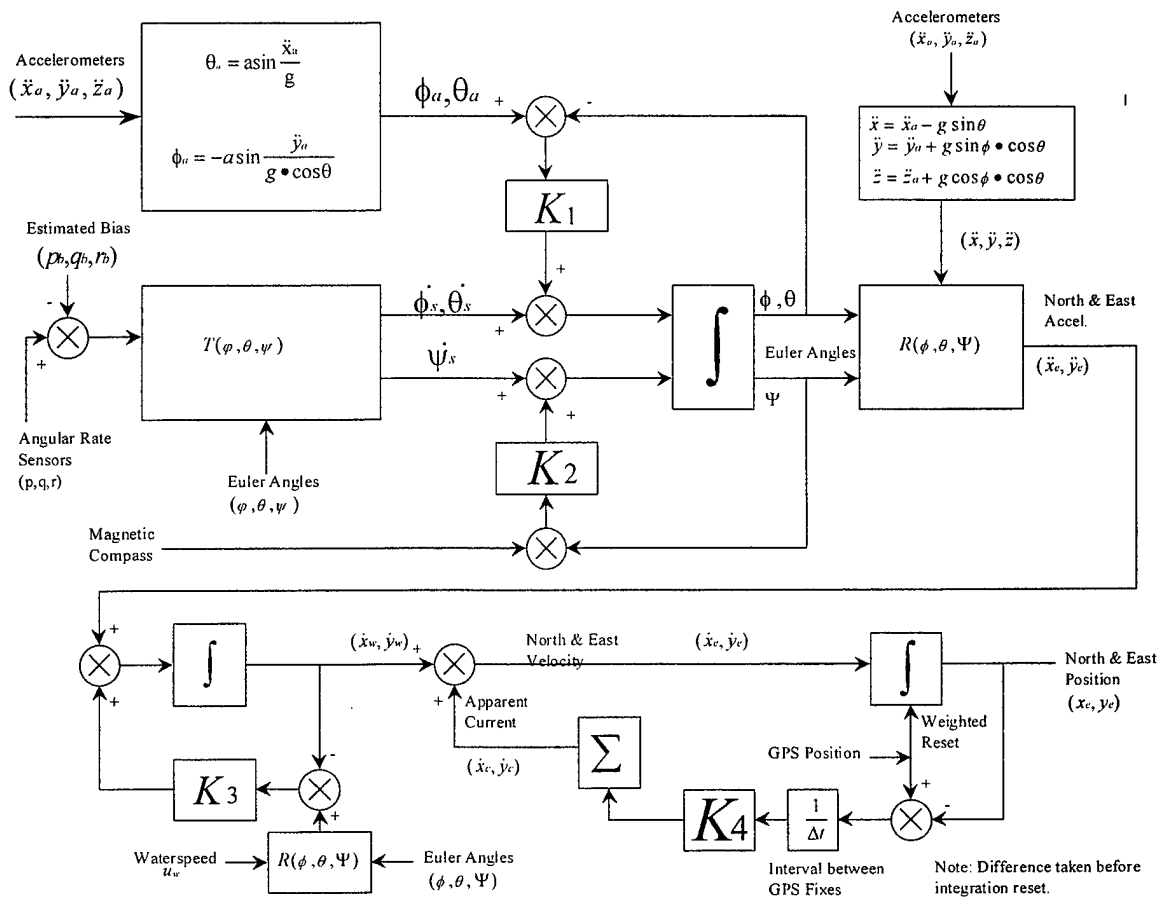 Accelerometers
(ẍa, ÿa, z̈a)
θa = asin ẍa / g
ϕa = -asin ÿa / g • cosθ
ϕa, θa
+
-
K1
+
Accelerometers
(ẍa, ÿa, z̈a)
ẍ = ẍa - g sinθ
ÿ = ÿa + g sinϕ • cosθ
z̈ = z̈a + g cosϕ • cosθ
(ẍ, ÿ, z̈)
Estimated Bias
(pb, qb, rb)
-
+
Angular Rate
Sensors
(p,q,r)
T(φ,θ,ψ)
Euler Angles
(φ,θ,ψ)
ϕ̇s, θ̇s
+
ψ̇s
+
+
K2
Magnetic
Compass
∫
ϕ, θ
Euler Angles
Ψ
R(ϕ,θ,Ψ)
North & East
Accel.
(ẍe, ÿe)
+
+
∫
(ẋw, ẏw)
+
+
North & East
Velocity
(ẋe, ẏe)
∫
North & East
Position
(xe, ye)
Apparent
Current
(ẋc, ẏc)
Σ
Weighted
Reset
GPS Position
+
-
K3
-
+
K4
1 / Δt
Waterspeed
uw
R(ϕ,θ,Ψ)
Euler Angles
(ϕ,θ,Ψ)
Interval between
GPS Fixes
Note: Difference taken before
integration reset.